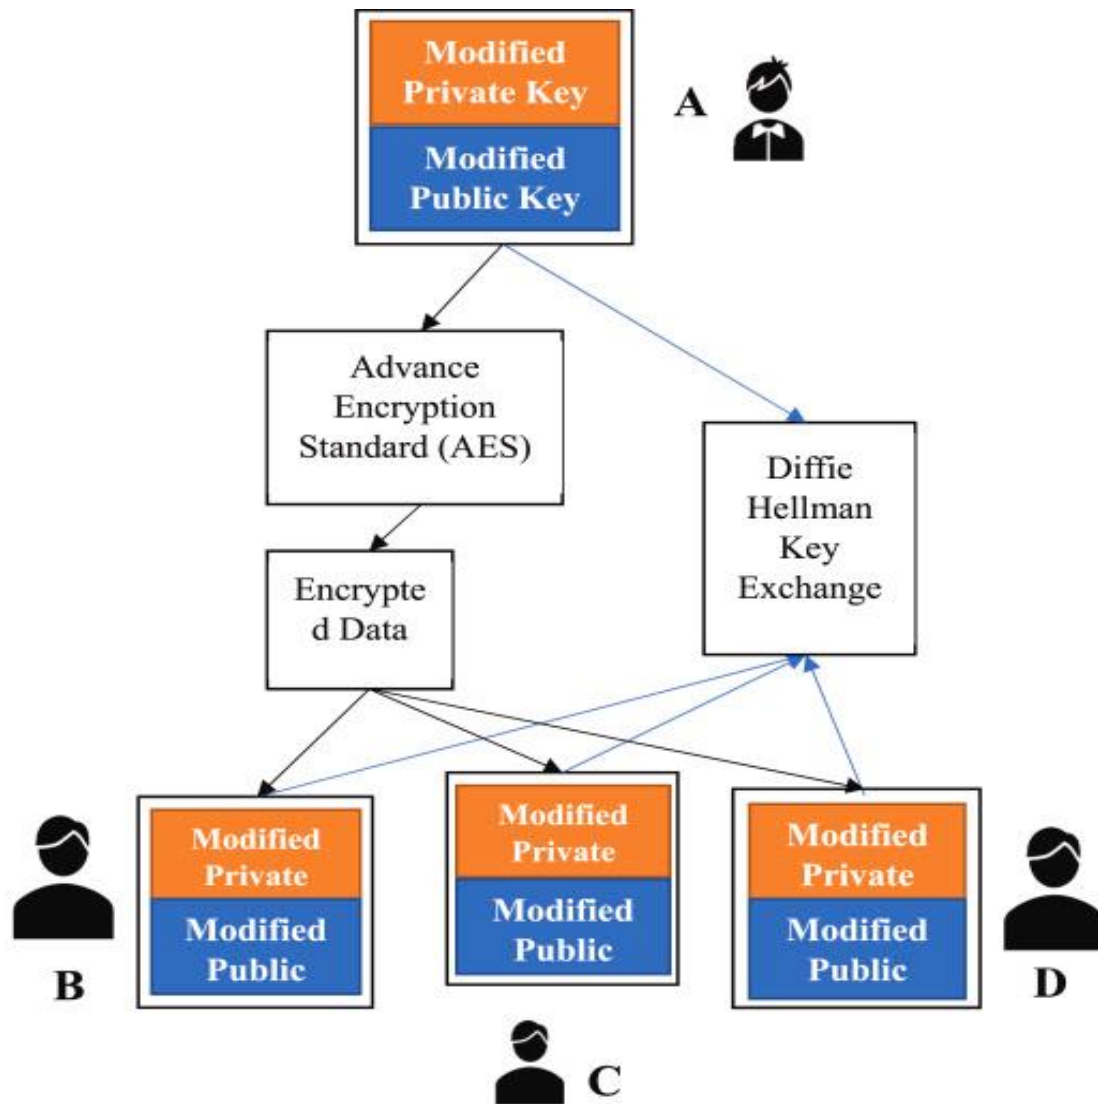 Modified
Private Key
Modified
Public Key
A
Advance
Encryption
Standard (AES)
Diffie
Hellman
Key
Exchange
Encrypte
d Data
Modified
Private
Modified
Public
B
Modified
Private
Modified
Public
C
Modified
Private
Modified
Public
D